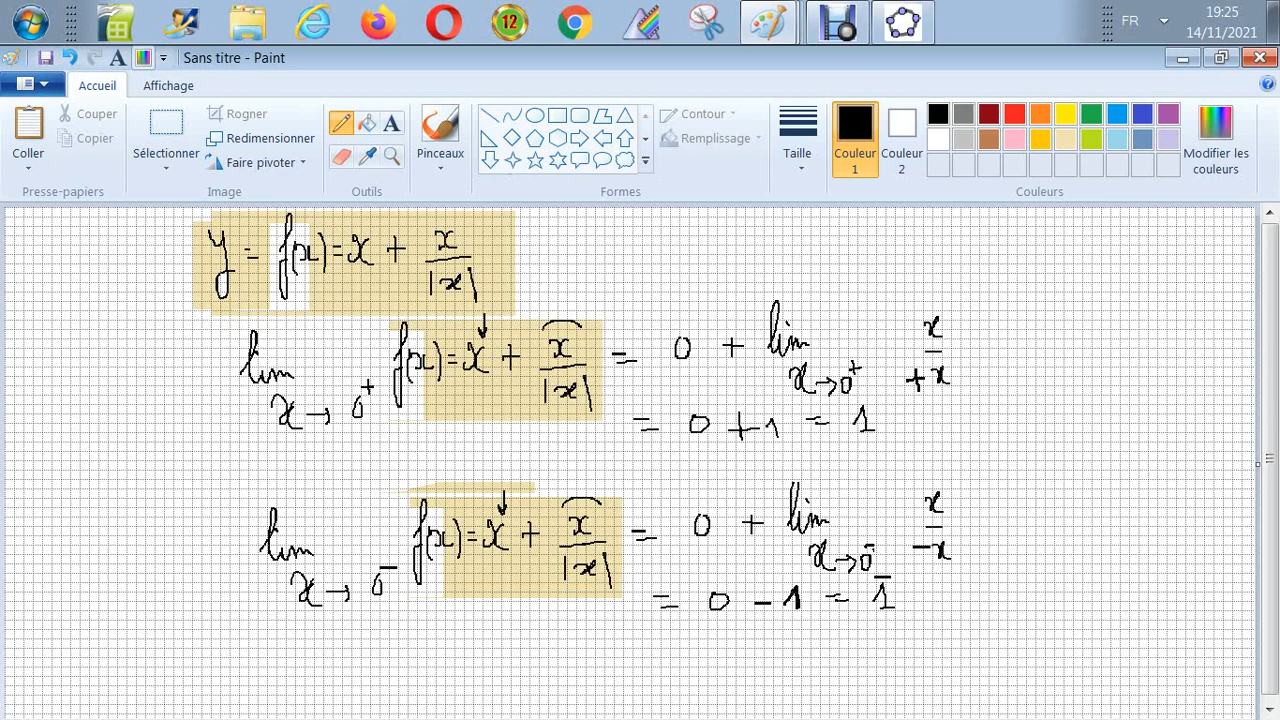 12
FR
19:25
14/11/2021
Sans titre - Paint
Accueil
Affichage
Coller
Couper
Copier
Presse-papiers
Sélectionner
Rogner
Redimensionner
Faire pivoter
Image
A
Outils
Pinceaux
Contour
Remplissage
Formes
Taille
Couleur 1
Couleur 2
Modifier les couleurs
Couleurs
y = f(x) = x + x/|x|
lim x→0⁺ f(x) = x + x/|x| = 0 + lim x→0⁺ x/+x
= 0 + 1 = 1
lim x→0⁻ f(x) = x + x/|x| = 0 + lim x→0⁻ x/-x
= 0 - 1 = ⁻1